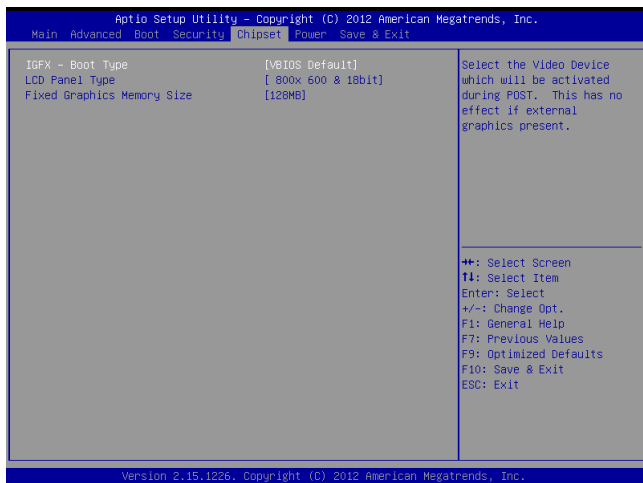 Aptio Setup Utility – Copyright (C) 2012 American Megatrends, Inc.
Main Advanced Boot Security Chipset Power Save & Exit
IGFX - Boot Type [VBIOS Default]
LCD Panel Type [ 800x 600 & 18bit]
Fixed Graphics Memory Size [128MB]
Select the Video Device
which will be activated
during POST. This has no
effect if external
graphics present.
→←: Select Screen
↑↓: Select Item
Enter: Select
+/-: Change Opt.
F1: General Help
F7: Previous Values
F9: Optimized Defaults
F10: Save & Exit
ESC: Exit
Version 2.15.1226. Copyright (C) 2012 American Megatrends, Inc.